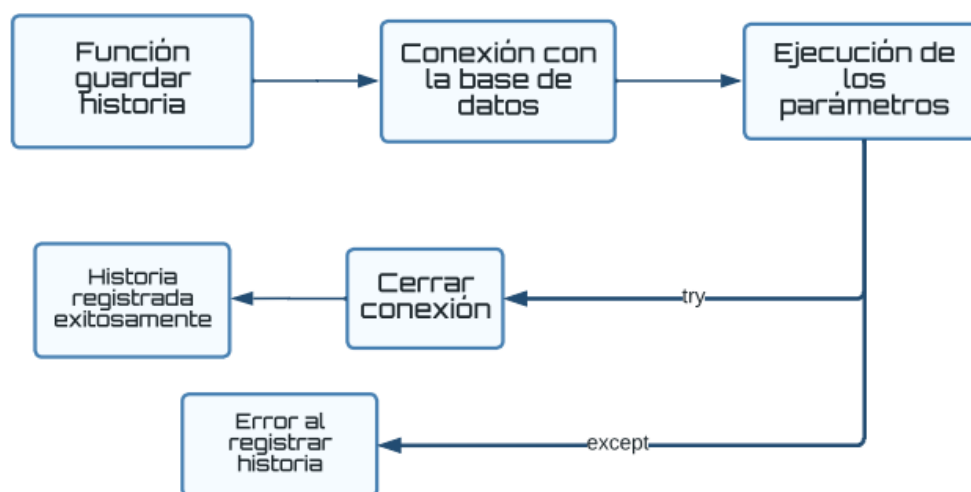 Función
guardar
historia
Conexión con
la base de
datos
Ejecución de
los
parámetros
Historia
registrada
exitosamente
Cerrar
conexión
try
Error al
registrar
historia
except